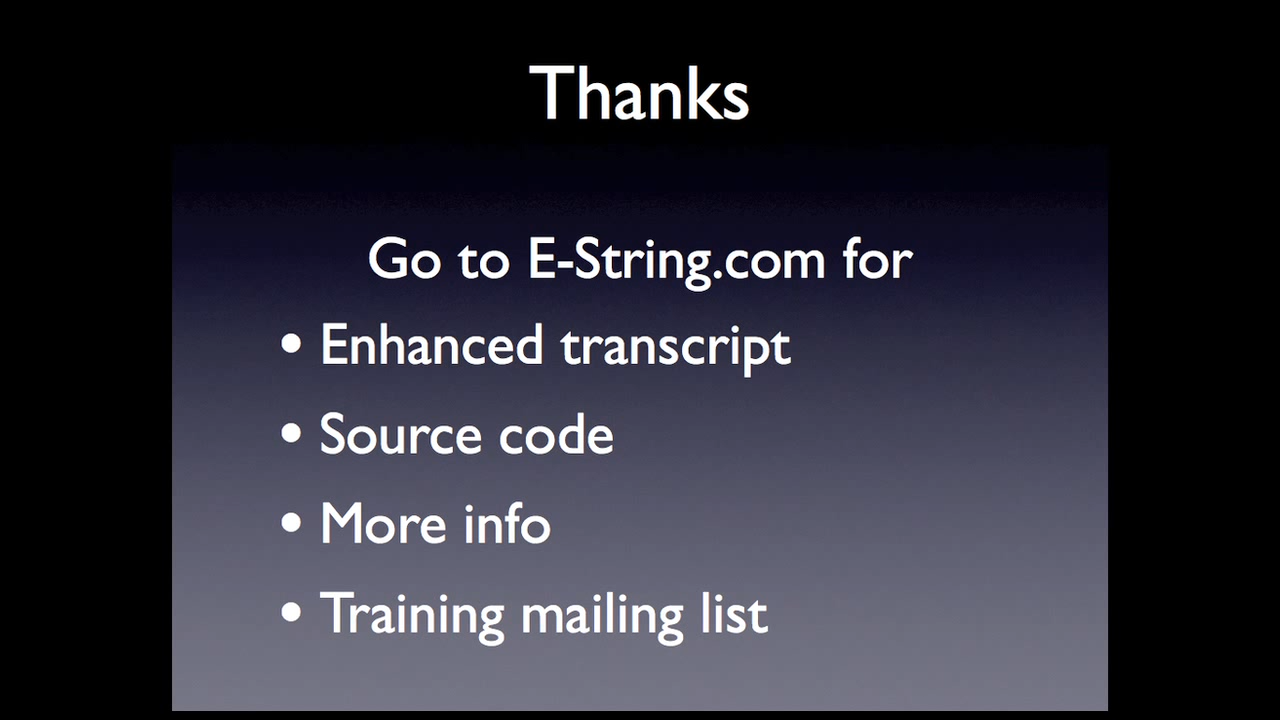 Thanks
Go to E-String.com for
• Enhanced transcript
• Source code
• More info
• Training mailing list